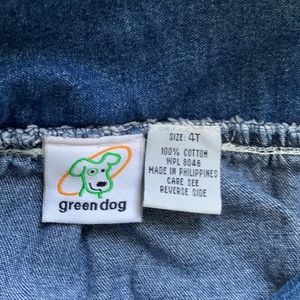 green dog
SIZE: 4T
100% COTTON
WPL 8046
MADE IN PHILIPPINES
CARE SEE
REVERSE SIDE